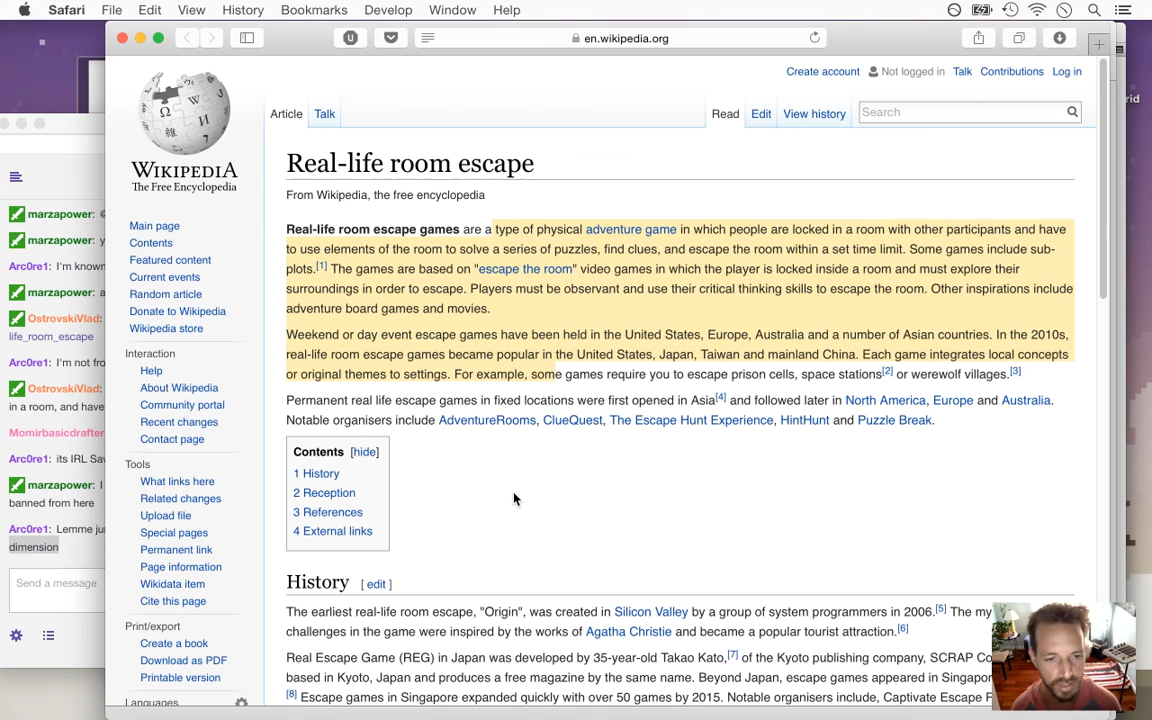 Safari File Edit View History Bookmarks Develop Window Help
en.wikipedia.org
Create account Not logged in Talk Contributions Log in
Article Talk Read Edit View history Search
WIKIPEDIA
The Free Encyclopedia
Main page
Contents
Featured content
Current events
Random article
Donate to Wikipedia
Wikipedia store
Interaction
Help
About Wikipedia
Community portal
Recent changes
Contact page
Tools
What links here
Related changes
Upload file
Special pages
Permanent link
Page information
Wikidata item
Cite this page
Print/export
Create a book
Download as PDF
Printable version
Languages
Real-life room escape
From Wikipedia, the free encyclopedia
Real-life room escape games are a type of physical adventure game in which people are locked in a room with other participants and have
to use elements of the room to solve a series of puzzles, find clues, and escape the room within a set time limit. Some games include sub-
plots.[1] The games are based on "escape the room" video games in which the player is locked inside a room and must explore their
surroundings in order to escape. Players must be observant and use their critical thinking skills to escape the room. Other inspirations include
adventure board games and movies.
Weekend or day event escape games have been held in the United States, Europe, Australia and a number of Asian countries. In the 2010s,
real-life room escape games became popular in the United States, Japan, Taiwan and mainland China. Each game integrates local concepts
or original themes to settings. For example, some games require you to escape prison cells, space stations[2] or werewolf villages.[3]
Permanent real life escape games in fixed locations were first opened in Asia[4] and followed later in North America, Europe and Australia.
Notable organisers include AdventureRooms, ClueQuest, The Escape Hunt Experience, HintHunt and Puzzle Break.
Contents [hide]
1 History
2 Reception
3 References
4 External links
History [ edit ]
The earliest real-life room escape, "Origin", was created in Silicon Valley by a group of system programmers in 2006.[5] The my
challenges in the game were inspired by the works of Agatha Christie and became a popular tourist attraction.[6]
Real Escape Game (REG) in Japan was developed by 35-year-old Takao Kato,[7] of the Kyoto publishing company, SCRAP Co
based in Kyoto, Japan and produces a free magazine by the same name. Beyond Japan, escape games appeared in Singapor
[8] Escape games in Singapore expanded quickly with over 50 games by 2015. Notable organisers include, Captivate Escape
marzapower: @
marzapower: y
Arc0re1: I'm known
marzapower: a
OstrovskiVlad:
life_room_escape
Arc0re1: I'm not fro
OstrovskiVlad:
in a room, and have
Momirbasicdrafter
Arc0re1: its IRL Sa
marzapower: I
banned from here
Arc0re1: Lemme ju
dimension
Send a message
rid